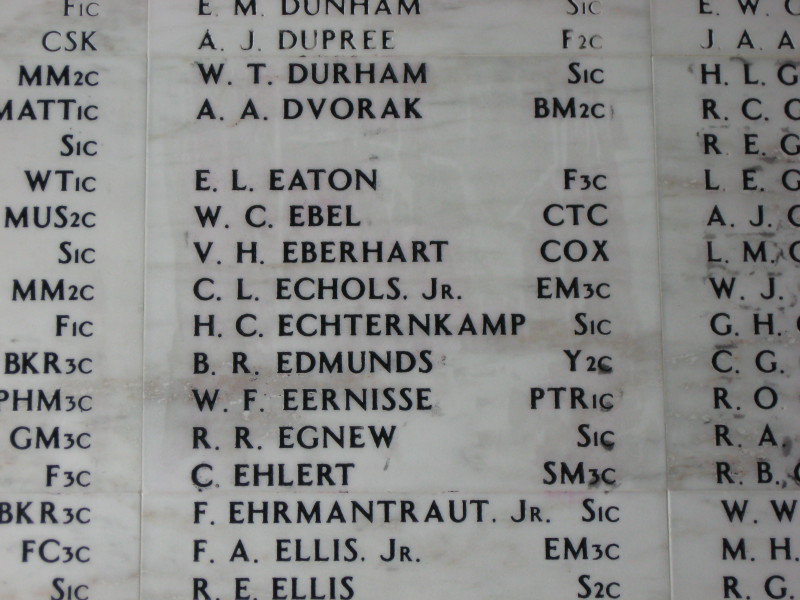 F1C E. M. DUNHAM S1C E. W.
CSK A. J. DUPREE F2C J. A. A
MM2C W. T. DURHAM S1C H. L. G
MATT1C A. A. DVORAK BM2C R. C. C
S1C R E. G
WT1C E. L. EATON F3C L. E. G
MUS2C W. C. EBEL CTC A. J. G
S1C V. H. EBERHART COX L. M. G
MM2C C. L. ECHOLS. JR. EM3C W. J.
F1C H. C. ECHTERNKAMP S1C G. H.
BKR3C B. R. EDMUNDS Y2C C. G.
PHM3C W. F. EERNISSE PTR1C R. O
GM3C R. R. EGNEW S1C R. A.
F3C C. EHLERT SM3C R. B.
BKR3C F. EHRMANTRAUT. JR. S1C W. W
FC3C F. A. ELLIS. JR. EM3C M. H.
S1C R. E. ELLIS S2C R. G.